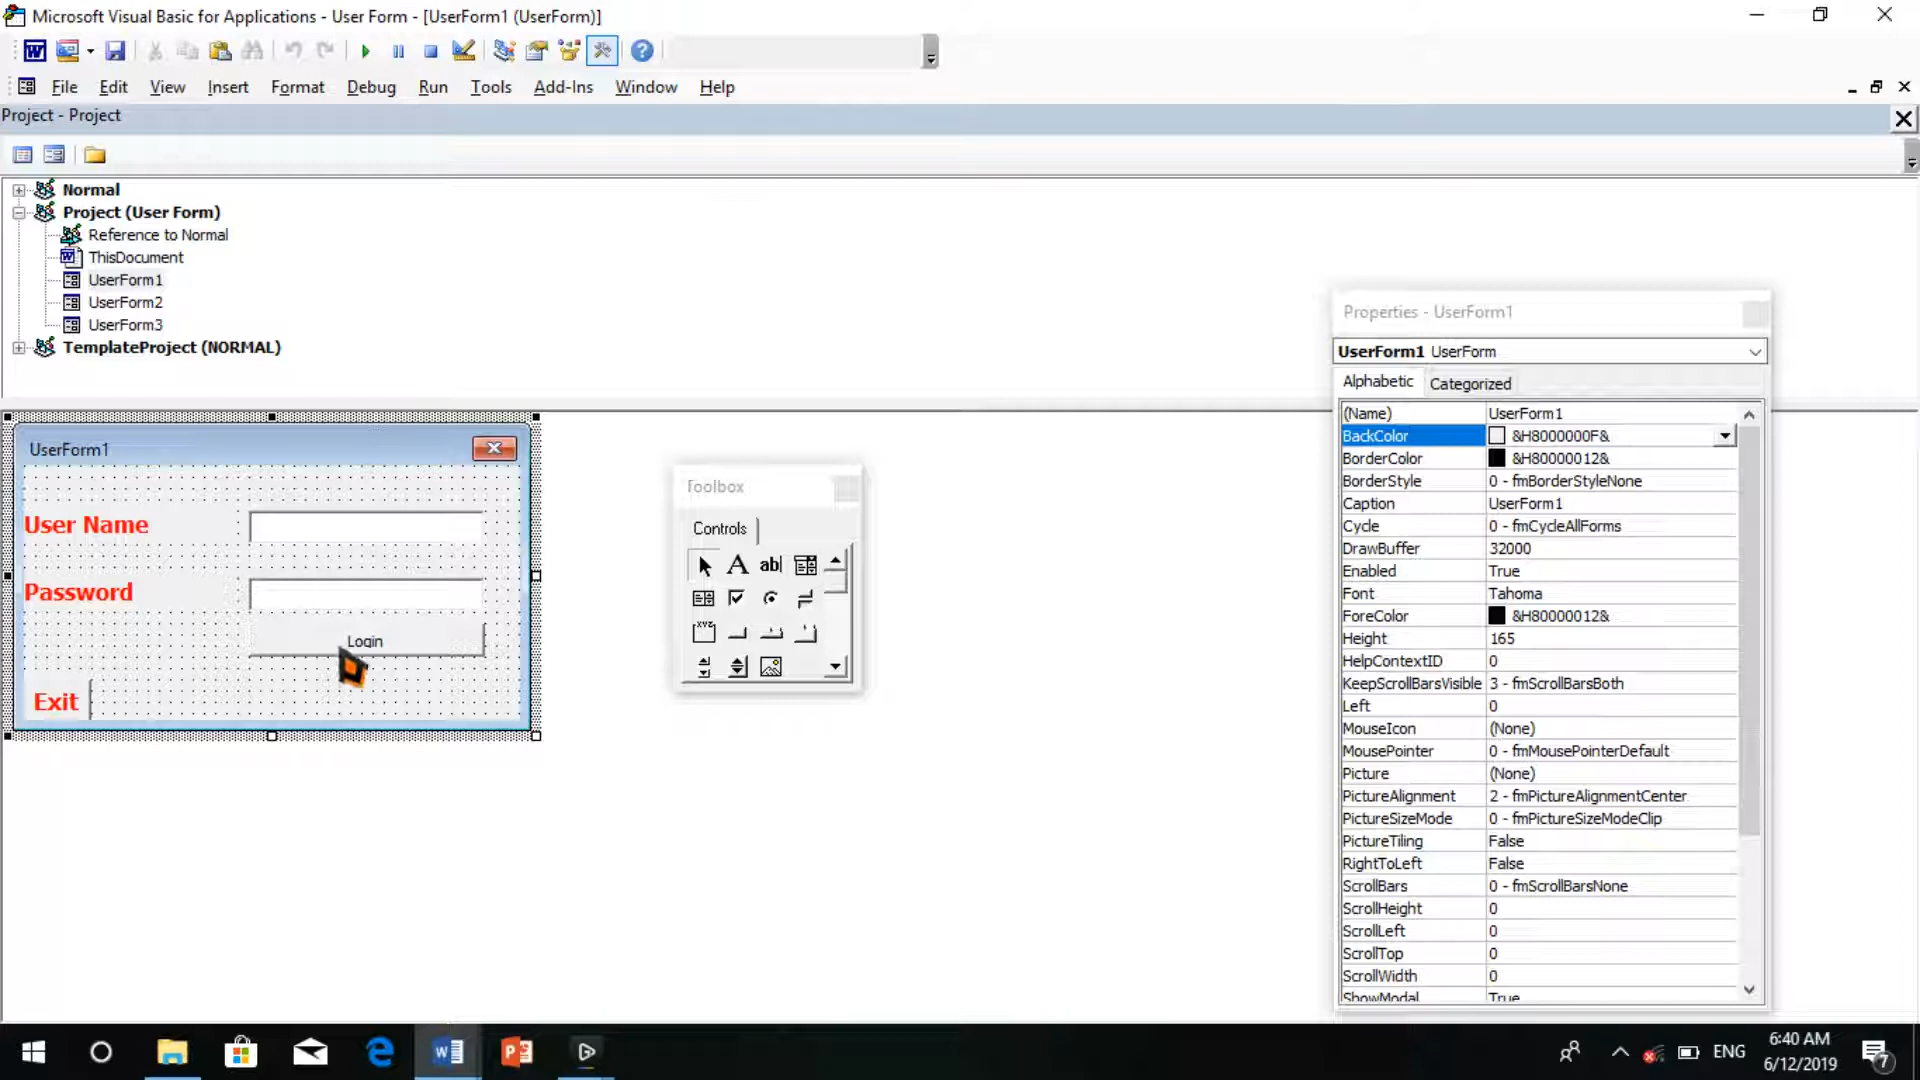 Microsoft Visual Basic for Applications - User Form - [UserForm1 (UserForm)]
File Edit View Insert Format Debug Run Tools Add-Ins Window Help
Project - Project
Normal
Project (User Form)
Reference to Normal
ThisDocument
UserForm1
UserForm2
UserForm3
TemplateProject (NORMAL)
UserForm1
User Name
Password
Login
Exit
Toolbox
Controls
A ab|
xyz
Properties - UserForm1
UserForm1 UserForm
Alphabetic Categorized
(Name) UserForm1
BackColor &H8000000F&
BorderColor &H80000012&
BorderStyle 0 - fmBorderStyleNone
Caption UserForm1
Cycle 0 - fmCycleAllForms
DrawBuffer 32000
Enabled True
Font Tahoma
ForeColor &H80000012&
Height 165
HelpContextID 0
KeepScrollBarsVisible 3 - fmScrollBarsBoth
Left 0
MouseIcon (None)
MousePointer 0 - fmMousePointerDefault
Picture (None)
PictureAlignment 2 - fmPictureAlignmentCenter
PictureSizeMode 0 - fmPictureSizeModeClip
PictureTiling False
RightToLeft False
ScrollBars 0 - fmScrollBarsNone
ScrollHeight 0
ScrollLeft 0
ScrollTop 0
ScrollWidth 0
ShowModal True
ENG
6:40 AM
6/12/2019
7